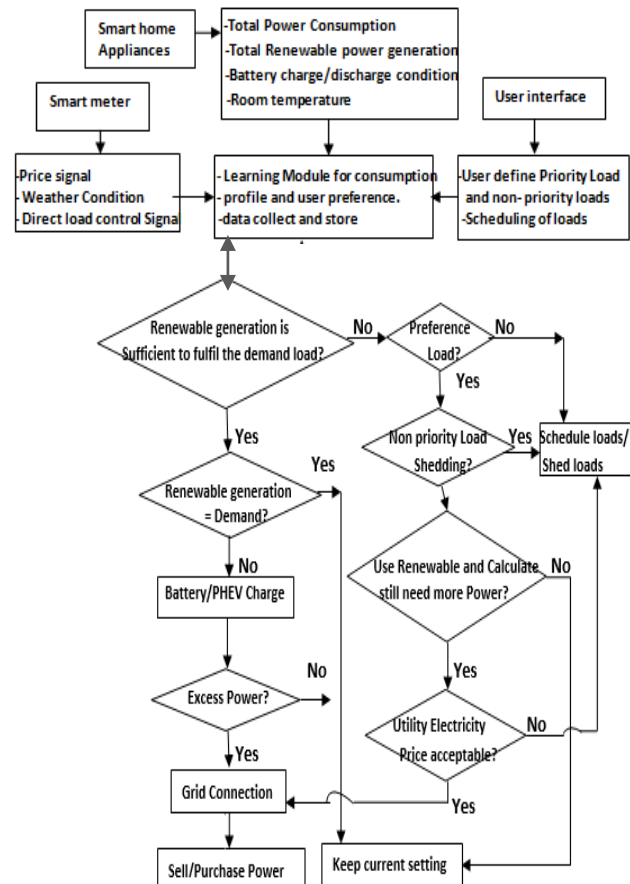 Smart home
Appliances
-Total Power Consumption
-Total Renewable power generation
-Battery charge/discharge condition
-Room temperature
Smart meter
User interface
-Price signal
- Weather Condition
- Direct load control Signal
- Learning Module for consumption
- profile and user preference.
-data collect and store
-User define Priority Load
and non- priority loads
-Scheduling of loads
Renewable generation is
Sufficient to fulfil the demand load?
No
Preference
Load?
No
Yes
Yes
Non priority Load
Shedding?
Yes
Schedule loads/
Shed loads
Yes
Renewable generation
= Demand?
No
Use Renewable and Calculate
still need more Power?
No
Battery/PHEV Charge
Yes
No
Excess Power?
Utility Electricity
Price acceptable?
No
Yes
Yes
Grid Connection
Sell/Purchase Power
Keep current setting